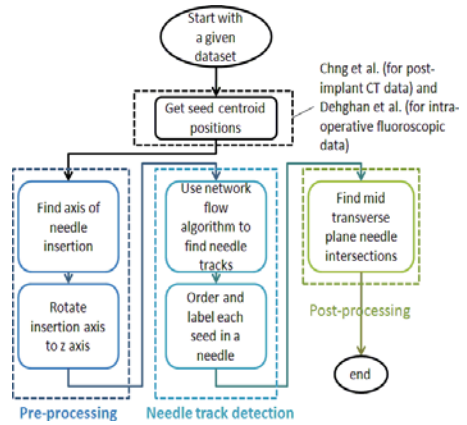 Start with
a given
dataset
Get seed centroid
positions
Chng et al. (for post-
implant CT data) and
Dehghan et al. (for intra-
operative fluoroscopic
data)
Find axis of
needle
insertion
Rotate
insertion axis
to z axis
Pre-processing
Use network
flow
algorithm to
find needle
tracks
Order and
label each
seed in a
needle
Needle track detection
Find mid
transverse
plane needle
intersections
Post-processing
end